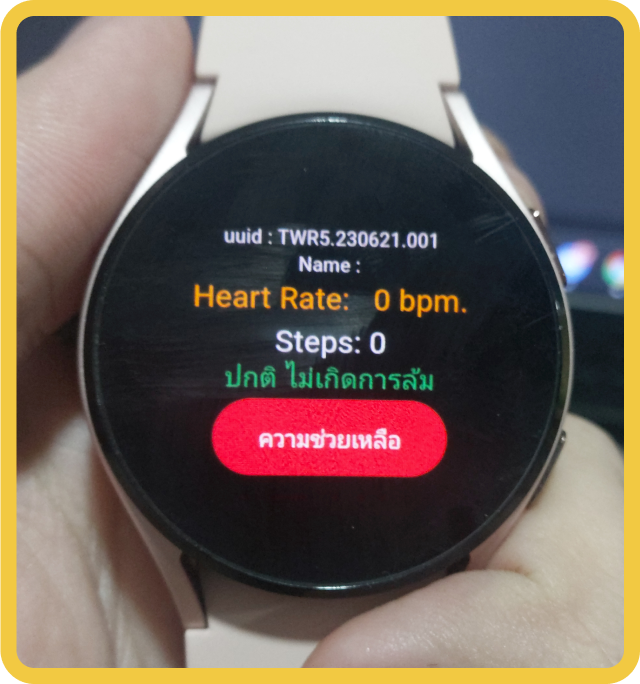 uuid : TWR5.230621.001
Name :
Heart Rate: 0 bpm.
Steps: 0
ปกติ ไม่เกิดการล้ม
ความช่วยเหลือ